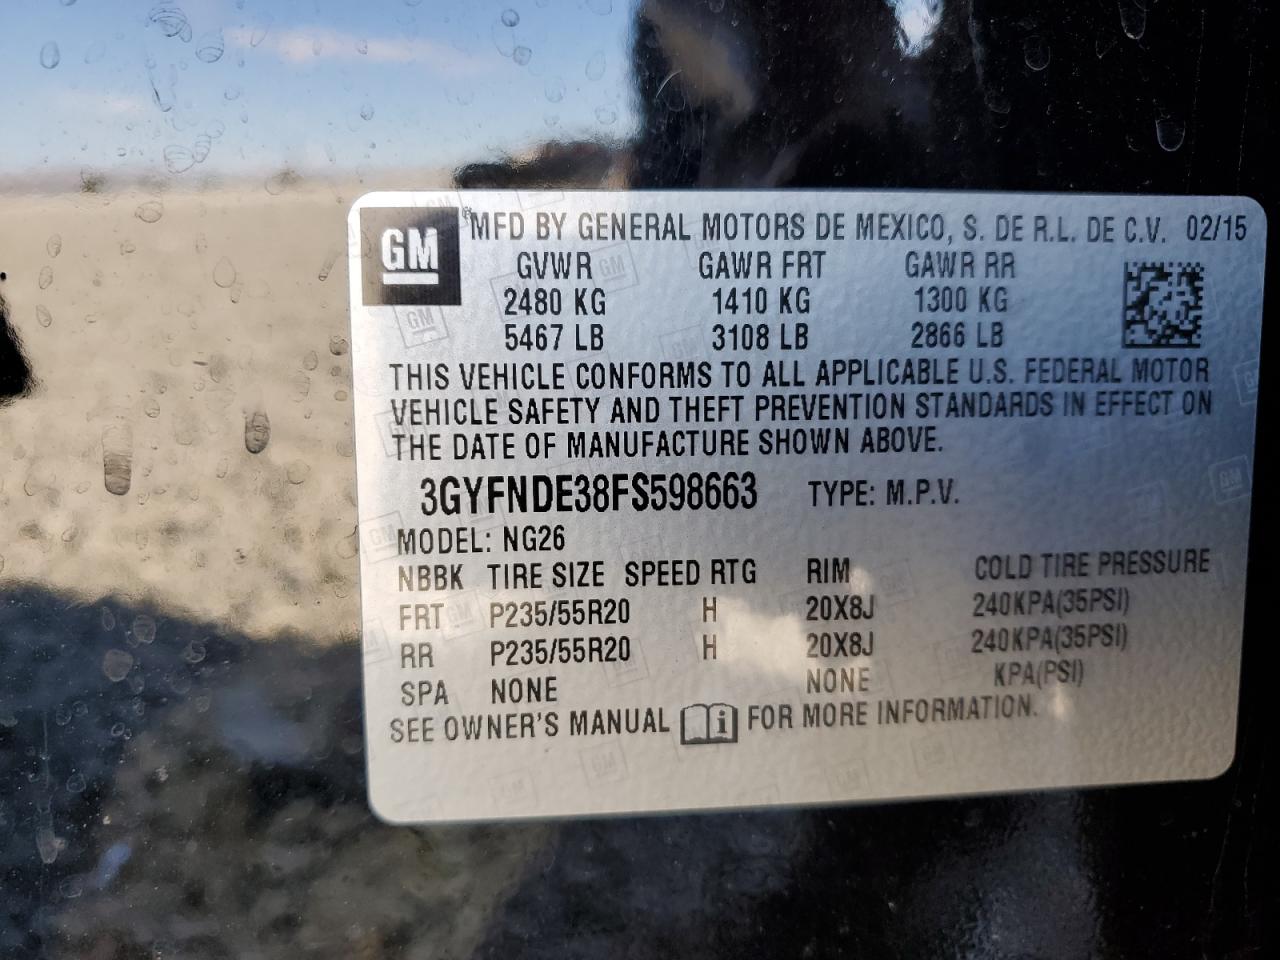 GM
MFD BY GENERAL MOTORS DE MEXICO, S. DE R.L. DE C.V. 02/15
GVWR GAWR FRT GAWR RR
2480 KG 1410 KG 1300 KG
5467 LB 3108 LB 2866 LB
THIS VEHICLE CONFORMS TO ALL APPLICABLE U.S. FEDERAL MOTOR
VEHICLE SAFETY AND THEFT PREVENTION STANDARDS IN EFFECT ON
THE DATE OF MANUFACTURE SHOWN ABOVE.
3GYFNDE38FS598663 TYPE: M.P.V.
MODEL: NG26
NBBK TIRE SIZE SPEED RTG RIM COLD TIRE PRESSURE
FRT P235/55R20 H 20X8J 240KPA(35PSI)
RR P235/55R20 H 20X8J 240KPA(35PSI)
SPA NONE NONE KPA(PSI)
SEE OWNER'S MANUAL i FOR MORE INFORMATION.